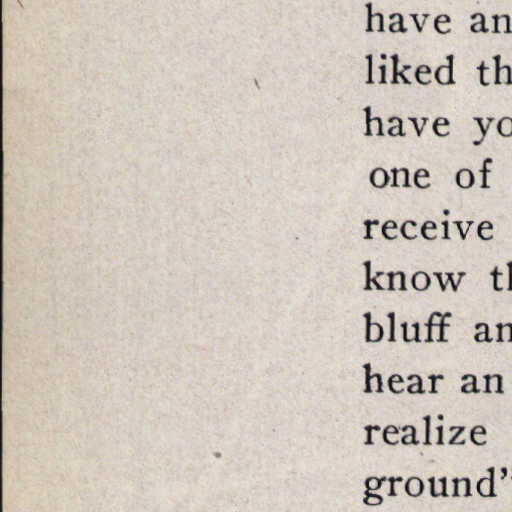 have an
liked th
have yo
one of
receive
know th
bluff an
hear an
realize
ground'